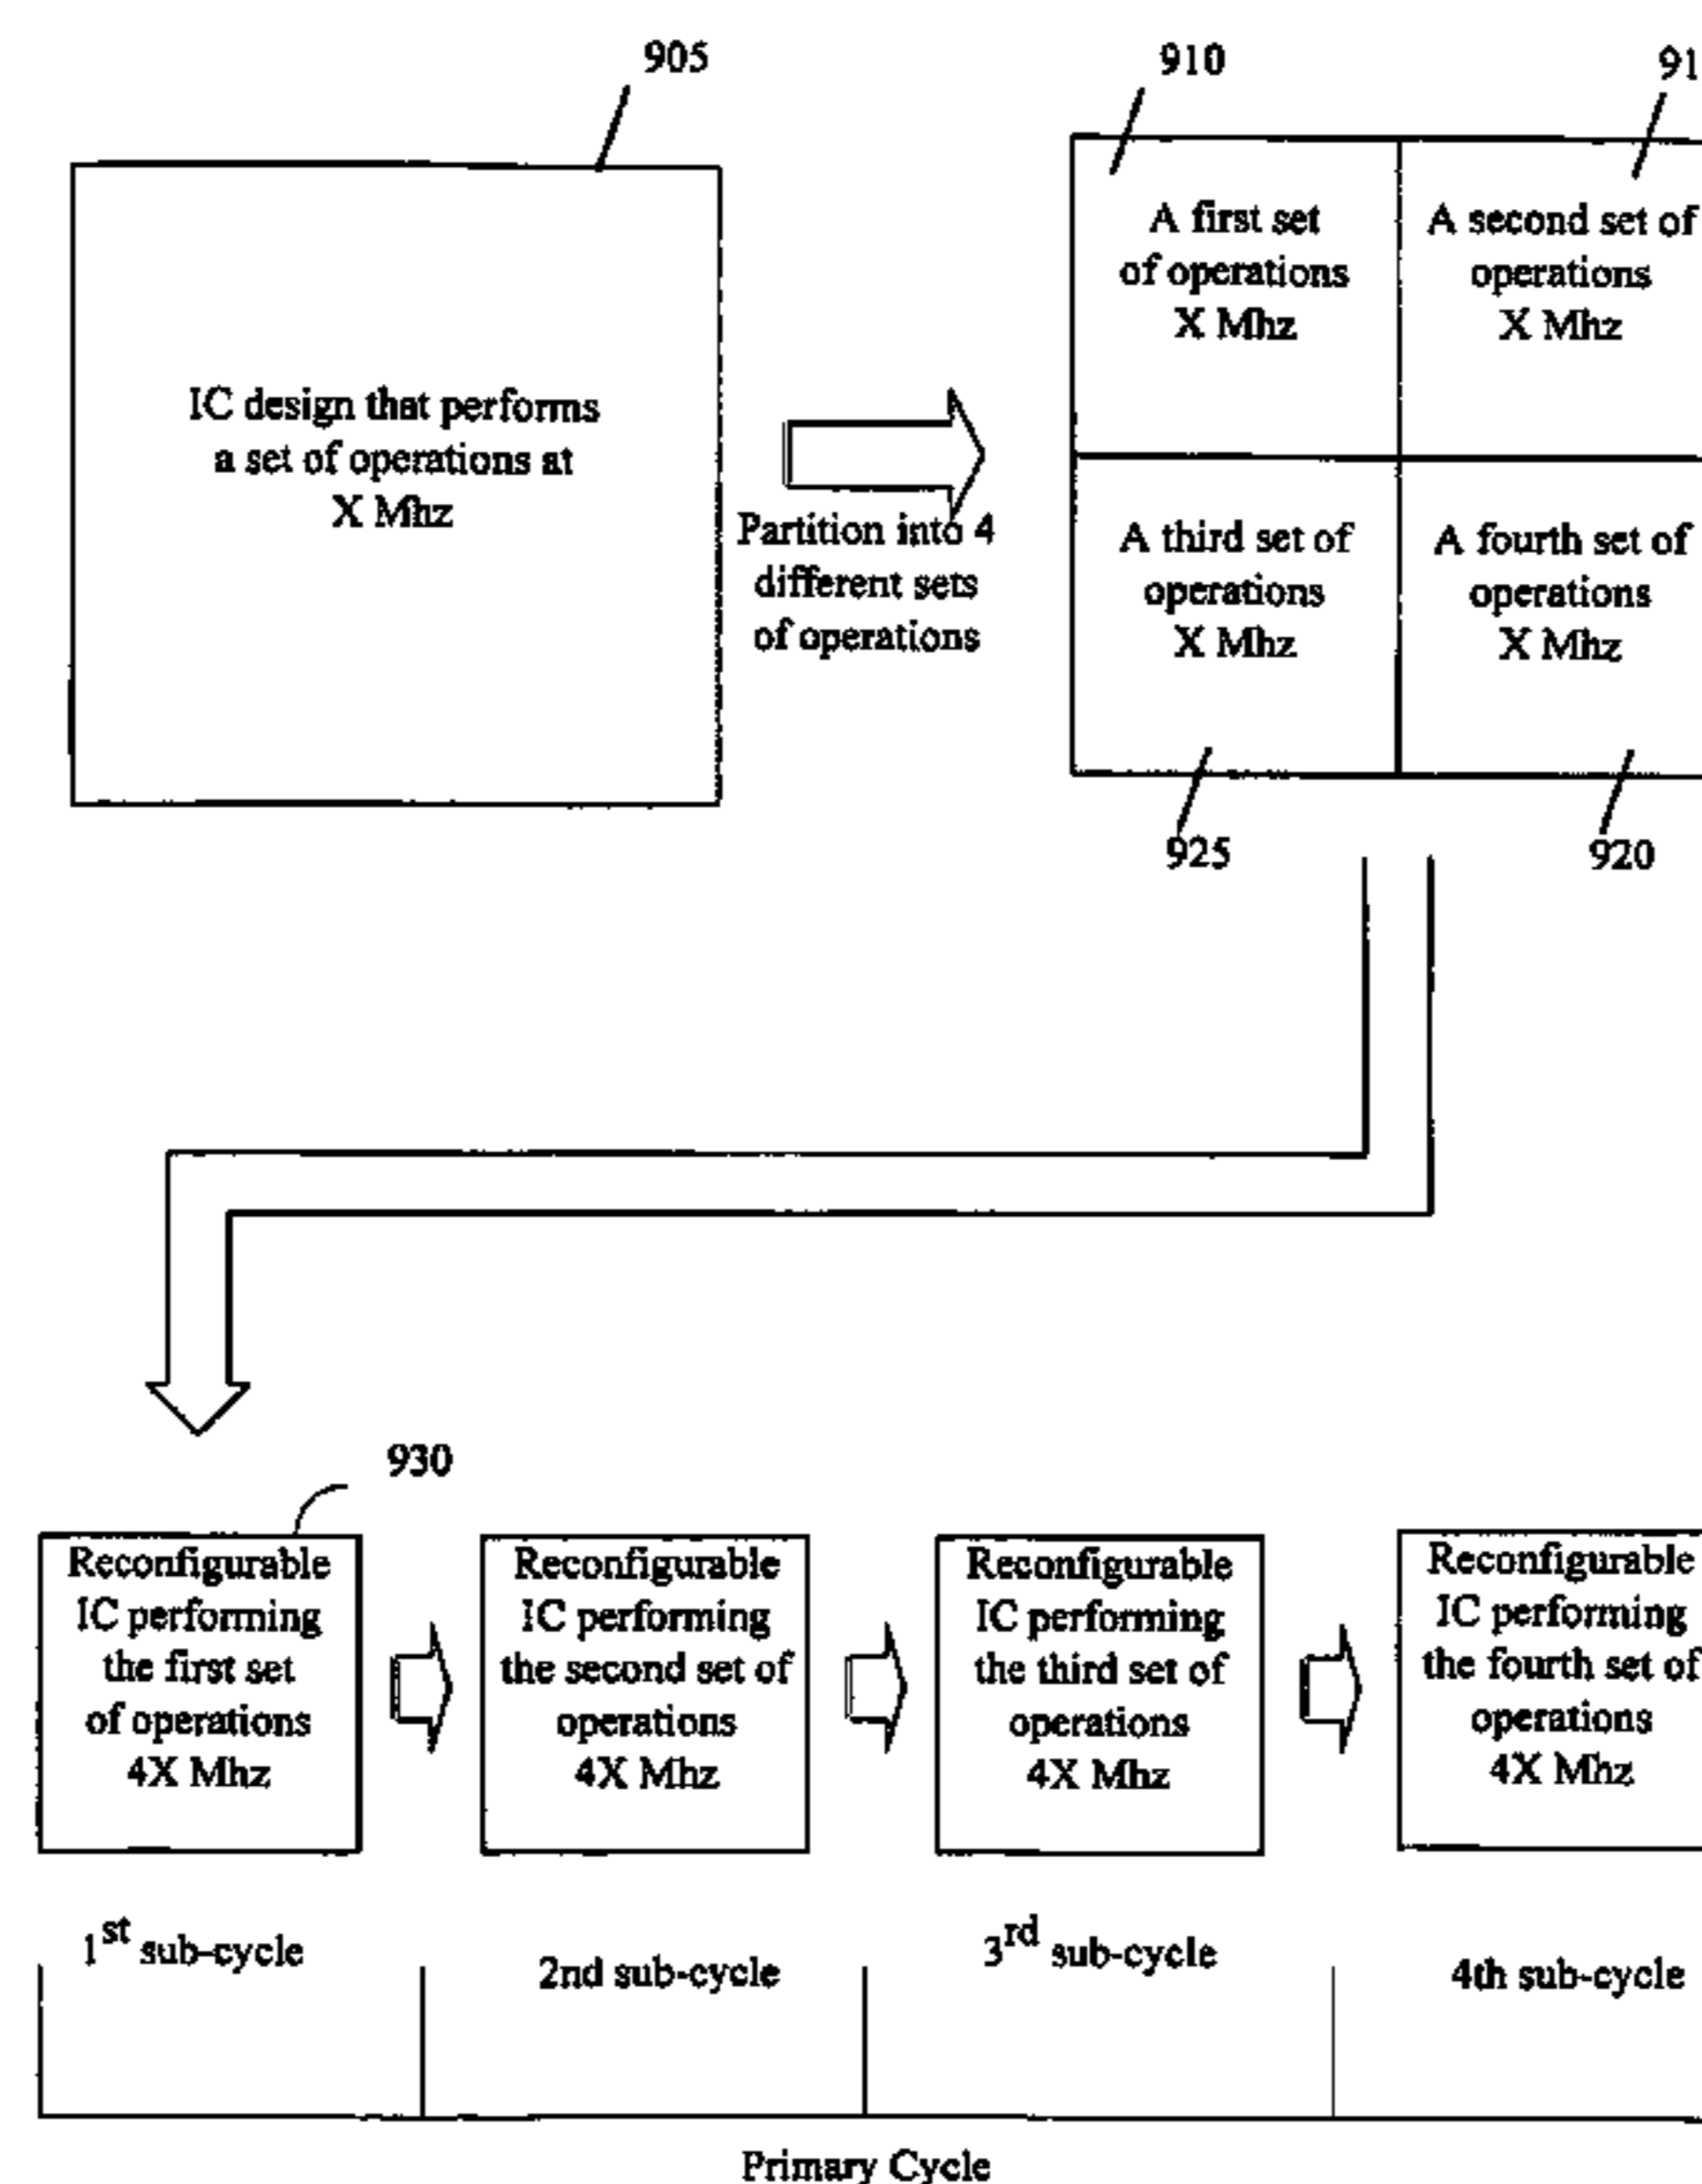 905
910
IC design that performs
a set of operations at
X Mhz
Partition into 4
different sets
of operations
A first set
of operations
X Mhz
A second set of
operations
X Mhz
A third set of
operations
X Mhz
A fourth set of
operations
X Mhz
925
920
930
Reconfigurable
IC performing
the first set
of operations
4X Mhz
Reconfigurable
IC performing
the second set of
operations
4X Mhz
Reconfigurable
IC performing
the third set of
operations
4X Mhz
Reconfigurable
IC performing
the fourth set of
operations
4X Mhz
1st sub-cycle
2nd sub-cycle
3rd sub-cycle
4th sub-cycle
Primary Cycle